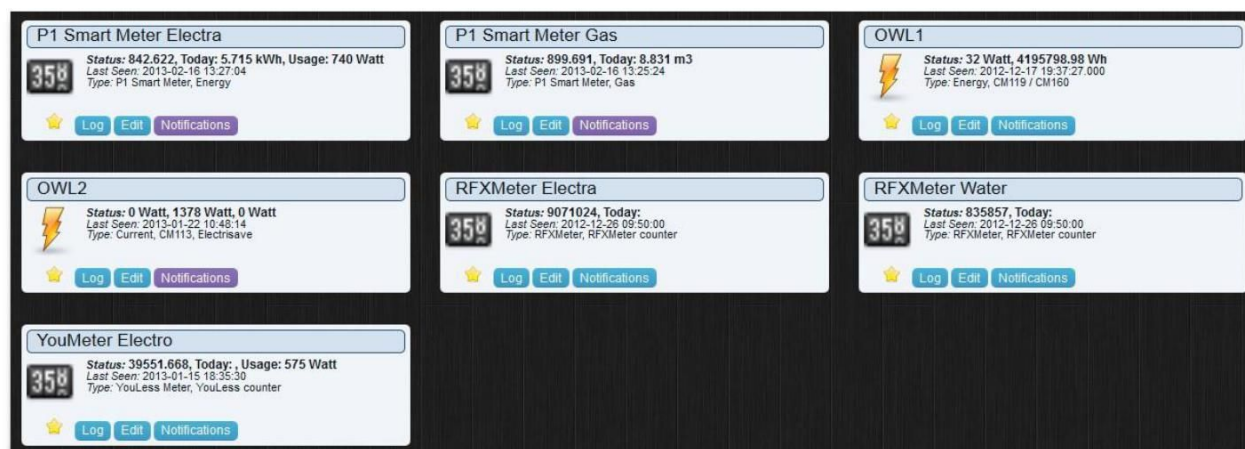 P1 Smart Meter Electra
Status: 842.622, Today: 5.715 kWh, Usage: 740 Watt
Last Seen: 2013-02-16 13:27:04
Type: P1 Smart Meter, Energy
Log Edit Notifications
P1 Smart Meter Gas
Status: 899.691, Today: 8.831 m3
Last Seen: 2013-02-16 13:25:24
Type: P1 Smart Meter, Gas
Log Edit Notifications
OWL1
Status: 32 Watt, 4195798.98 Wh
Last Seen: 2012-12-17 19:37:27.000
Type: Energy, CM119 / CM160
Log Edit Notifications
OWL2
Status: 0 Watt, 1378 Watt, 0 Watt
Last Seen: 2013-01-22 10:48:14
Type: Current, CM113, Electrisave
Log Edit Notifications
RFXMeter Electra
Status: 9071024, Today:
Last Seen: 2012-12-26 09:50:00
Type: RFXMeter, RFXMeter counter
Log Edit Notifications
RFXMeter Water
Status: 835857, Today:
Last Seen: 2012-12-26 09:50:00
Type: RFXMeter, RFXMeter counter
Log Edit Notifications
YouMeter Electro
Status: 39551.668, Today: , Usage: 575 Watt
Last Seen: 2013-01-15 18:35:30
Type: YouLess Meter, YouLess counter
Log Edit Notifications